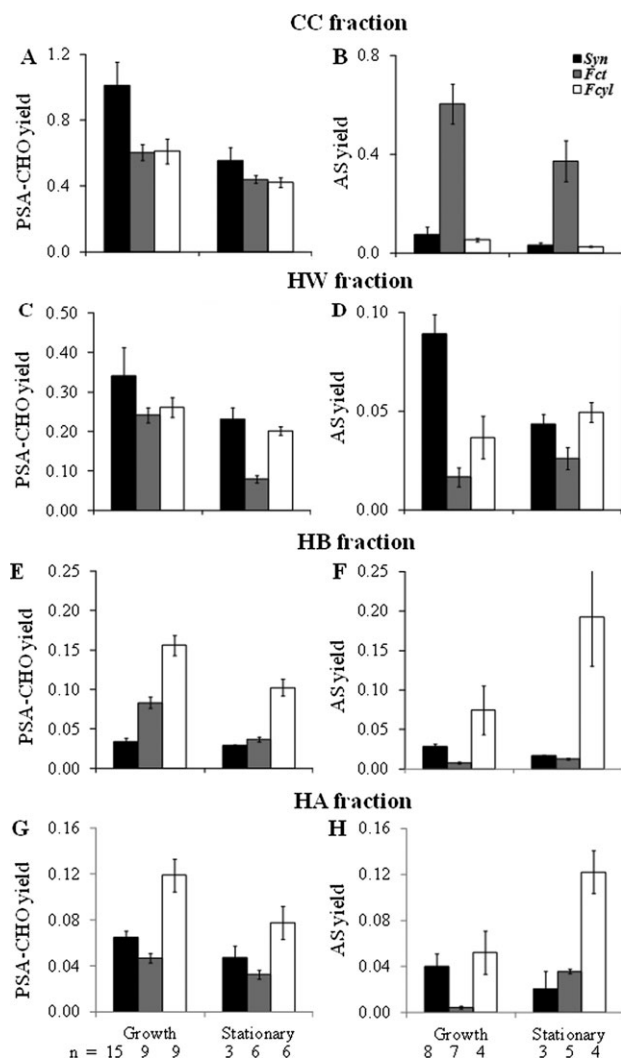 CC fraction
A
PSA-CHO yield
1.2
0.8
0.4
0.0
B
AS yield
0.8
0.4
0.0
Syn
Fct
Fcyl
HW fraction
C
PSA-CHO yield
0.50
0.40
0.30
0.20
0.10
0.00
D
AS yield
0.10
0.05
0.00
HB fraction
E
PSA-CHO yield
0.25
0.20
0.15
0.10
0.05
0.00
F
AS yield
0.25
0.20
0.15
0.10
0.05
0.00
HA fraction
G
PSA-CHO yield
0.16
0.12
0.08
0.04
0.00
H
AS yield
0.16
0.12
0.08
0.04
0.00
Growth Stationary Growth Stationary
n = 15 9 9 3 6 6 8 7 4 3 5 4